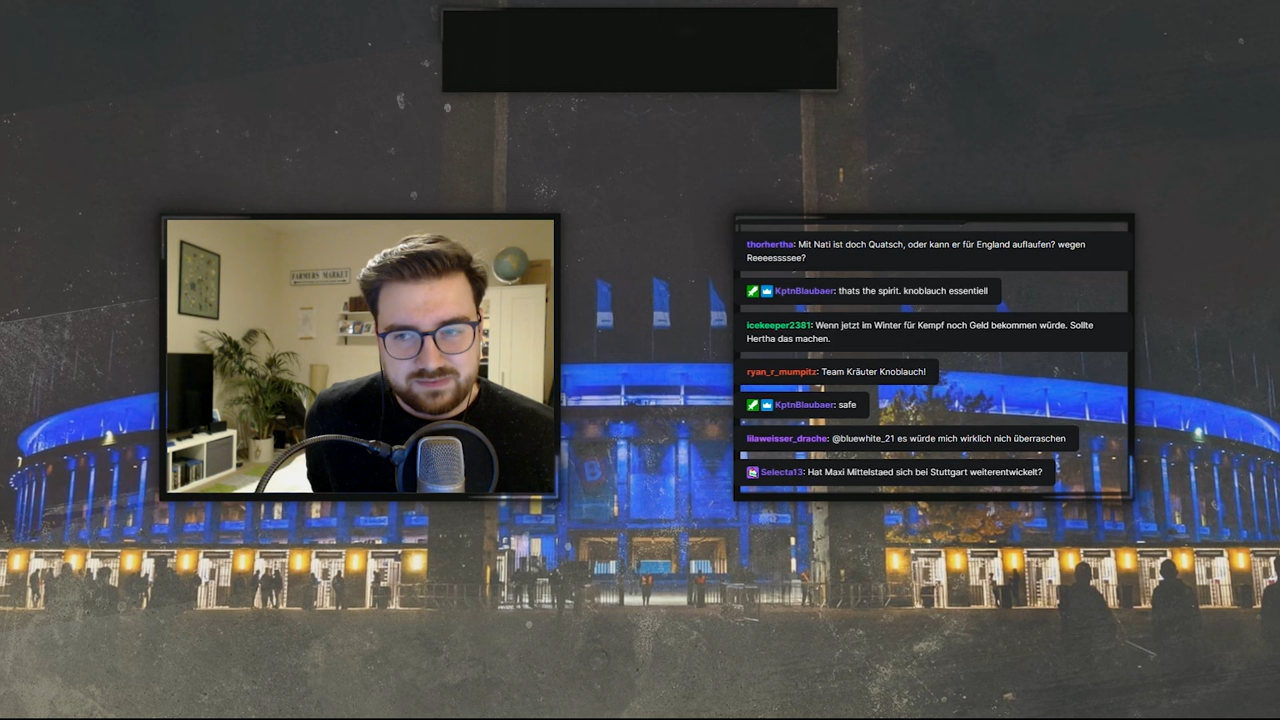 FARMERS MARKET
thorhertha: Mit Nati ist doch Quatsch, oder kann er für England auflaufen? wegen
Reeeessssee?
KptnBlaubaer: thats the spirit. knoblauch essentiell
icekeeper2381: Wenn jetzt im Winter für Kempf noch Geld bekommen würde. Sollte
Hertha das machen.
ryan_r_mumpitz: Team Kräuter Knoblauch!
KptnBlaubaer: safe
lilaweisser_drache: @bluewhite_21 es würde mich wirklich nich überraschen
Selecta13: Hat Maxi Mittelstaed sich bei Stuttgart weiterentwickelt?